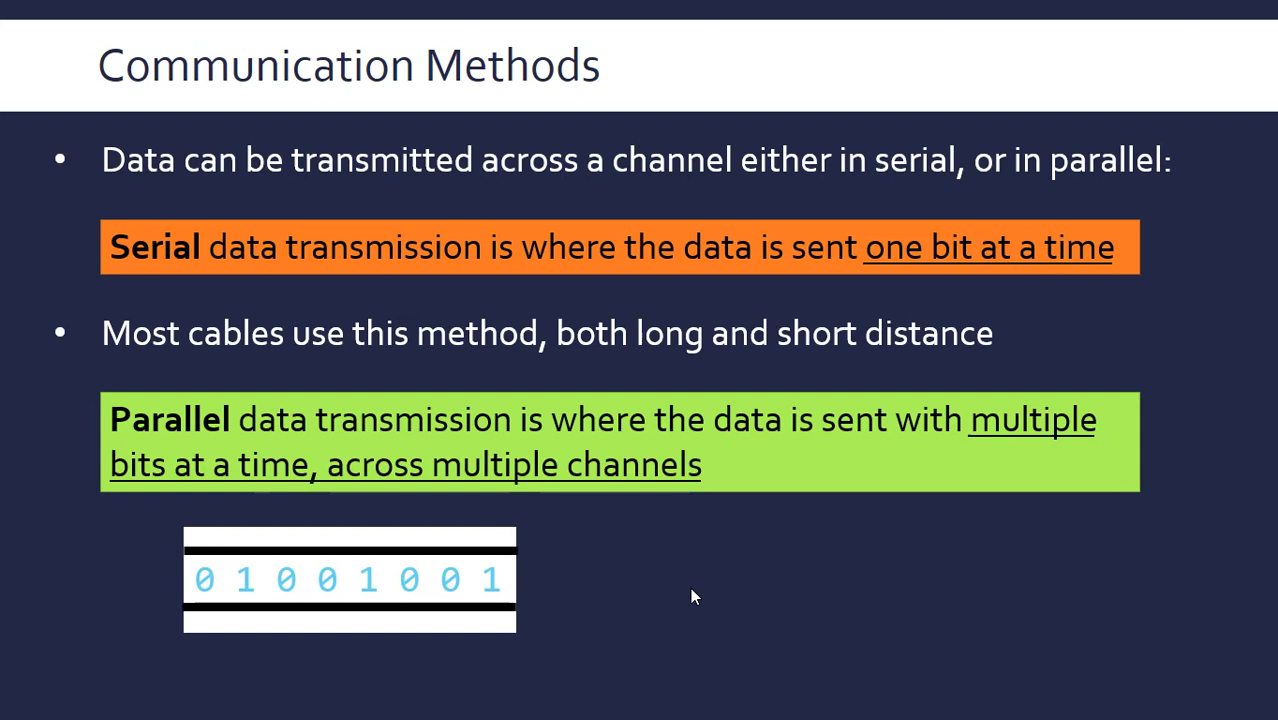 Communication Methods
• Data can be transmitted across a channel either in serial, or in parallel:
Serial data transmission is where the data is sent one bit at a time
• Most cables use this method, both long and short distance
Parallel data transmission is where the data is sent with multiple
bits at a time, across multiple channels
0 1 0 0 1 0 0 1